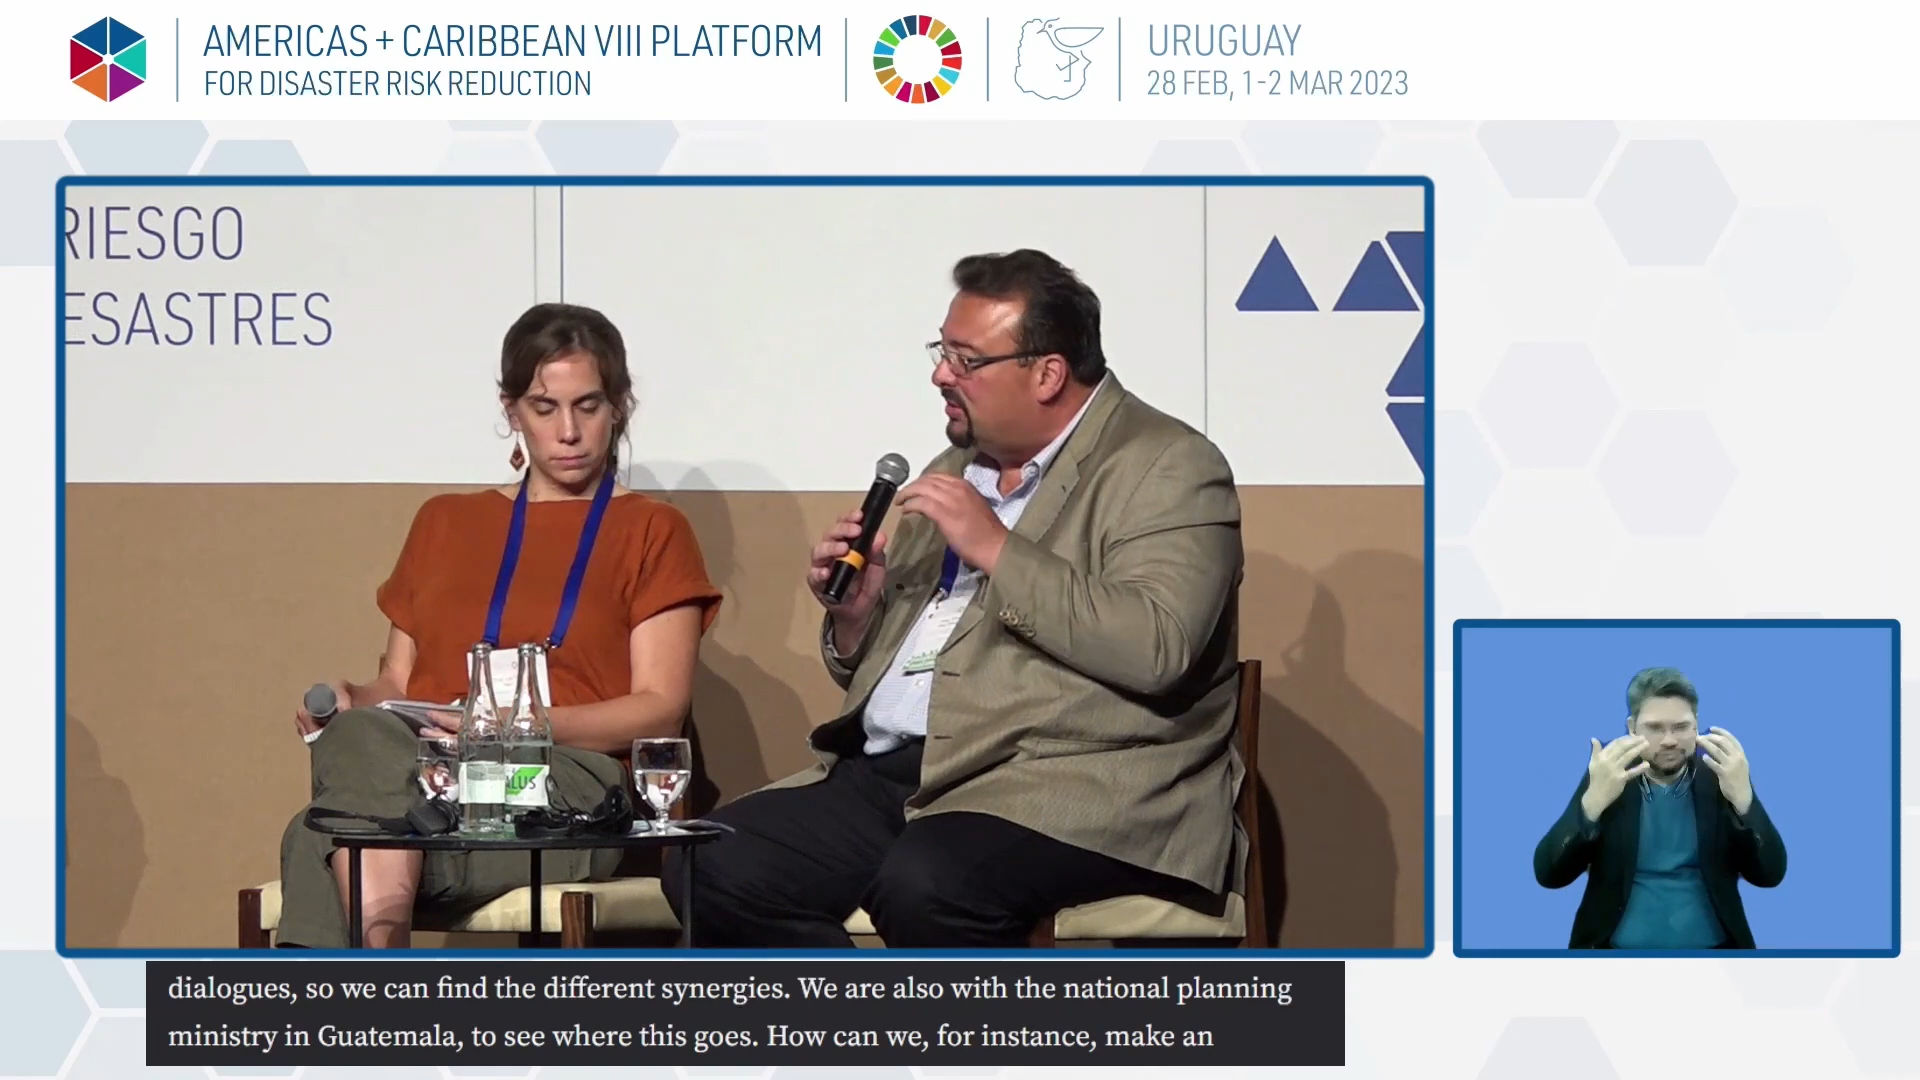 AMERICAS + CARIBBEAN VIII PLATFORM
FOR DISASTER RISK REDUCTION
URUGUAY
28 FEB, 1-2 MAR 2023
RIESGO
ESASTRES
dialogues, so we can find the different synergies. We are also with the national planning
ministry in Guatemala, to see where this goes. How can we, for instance, make an